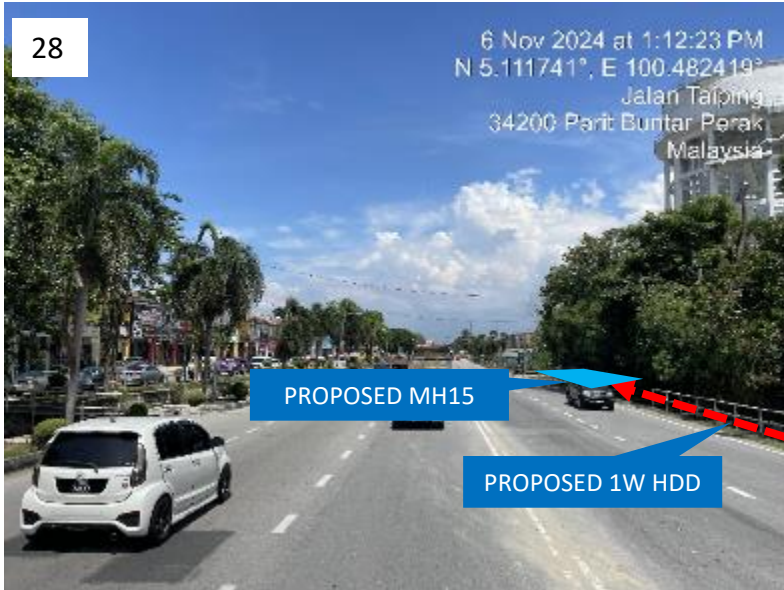 28
6 Nov 2024 at 1:12:23 PM
N 5.111741°, E 100.482419°
Jalan Taiping
34200 Parit Buntar Perak
Malaysia
PROPOSED MH15
PROPOSED 1W HDD